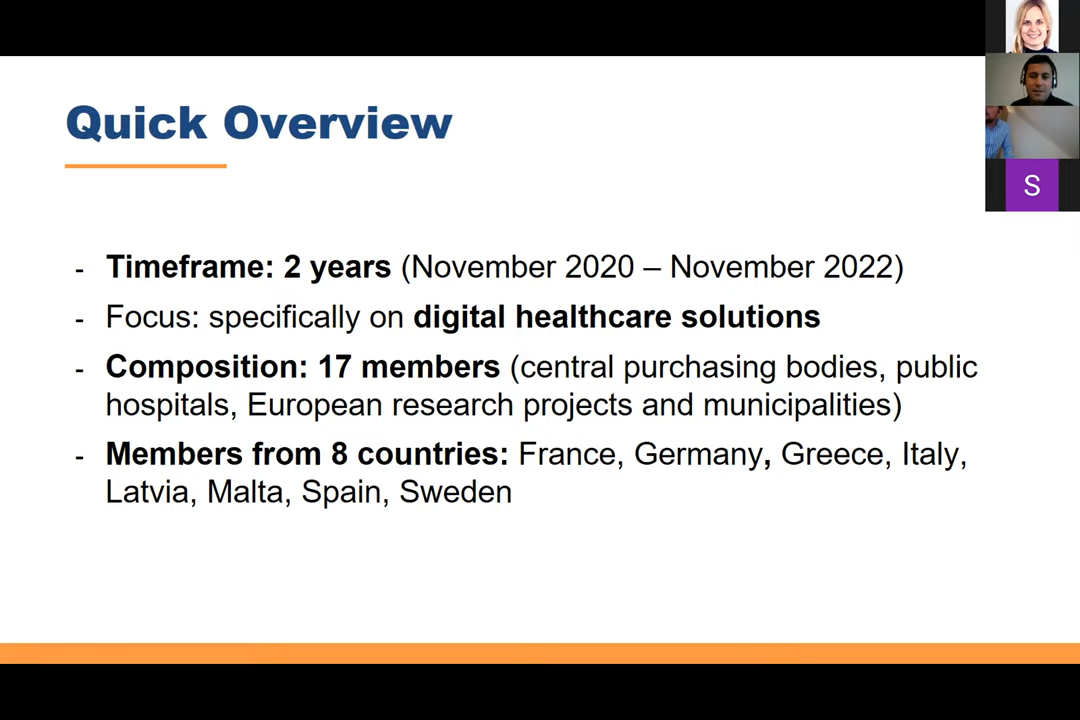 Quick Overview
- Timeframe: 2 years (November 2020 – November 2022)
- Focus: specifically on digital healthcare solutions
- Composition: 17 members (central purchasing bodies, public
hospitals, European research projects and municipalities)
- Members from 8 countries: France, Germany, Greece, Italy,
Latvia, Malta, Spain, Sweden
S